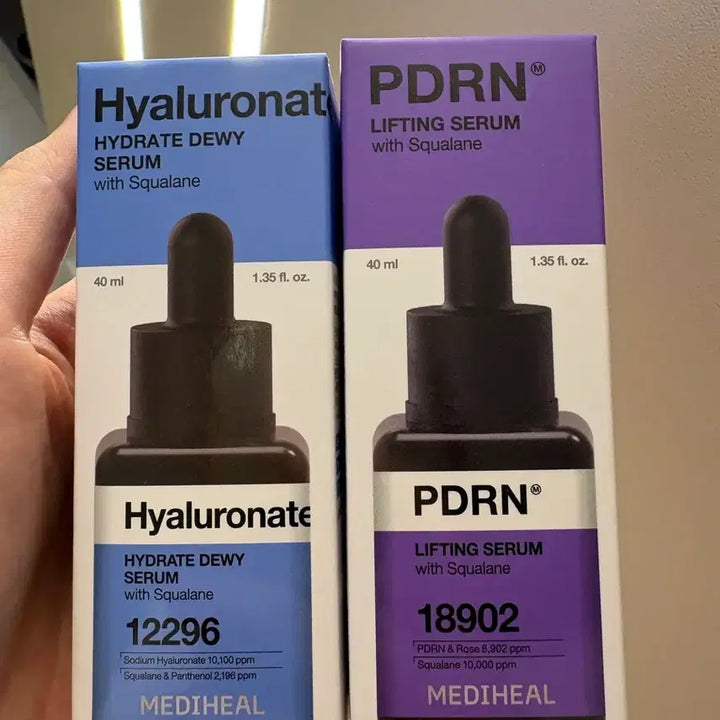 Hyaluronat
HYDRATE DEWY
SERUM
with Squalane
40 ml
1.35 fl. oz.
Hyaluronate
HYDRATE DEWY
SERUM
with Squalane
12296
Sodium Hyaluronate 10,100 ppm
Squalane & Panthenol 2,196 ppm
MEDIHEAL
PDRN Ⓜ
LIFTING SERUM
with Squalane
40 ml
1.35 fl. oz.
PDRN Ⓜ
LIFTING SERUM
with Squalane
18902
PDRN & Rose 8,902 ppm
Squalane 10,000 ppm
MEDIHEAL